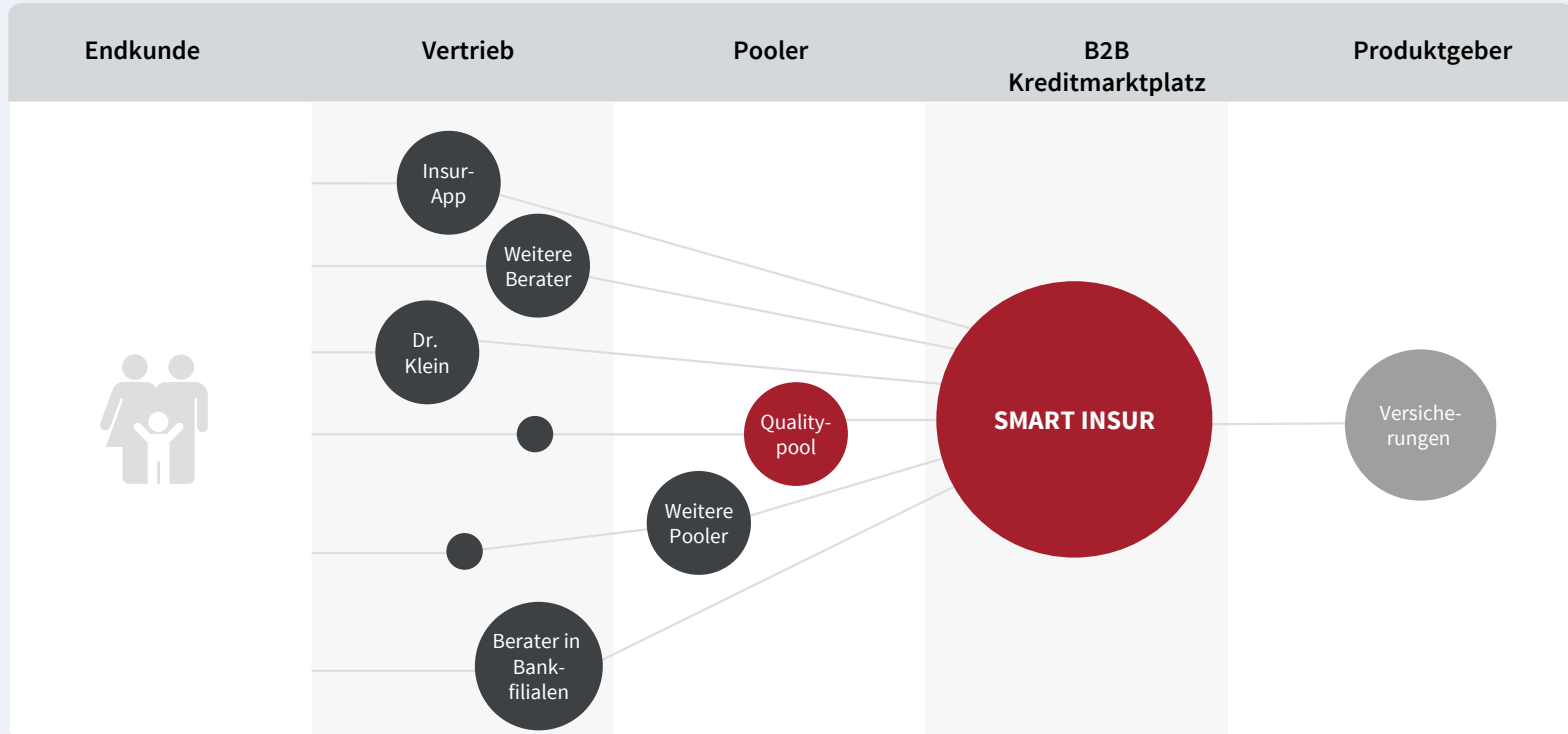 Endkunde
Vertrieb
Pooler
B2B
Kreditmarktplatz
Produktgeber
Insur-
App
Weitere
Berater
Dr.
Klein
Quality-
pool
SMART INSUR
Versiche-
rungen
Weitere
Pooler
Berater in
Bank-
filialen